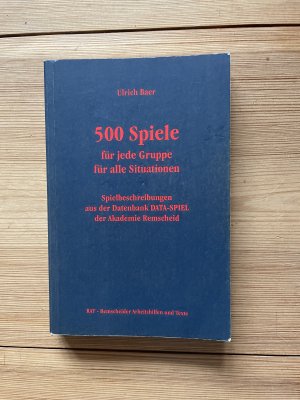 Ulrich Baer
500 Spiele
für jede Gruppe
für alle Situationen
Spielbeschreibungen
aus der Datenbank DATA-SPIEL
der Akademie Remscheid
RAT - Remscheider Arbeitshilfen und Texte